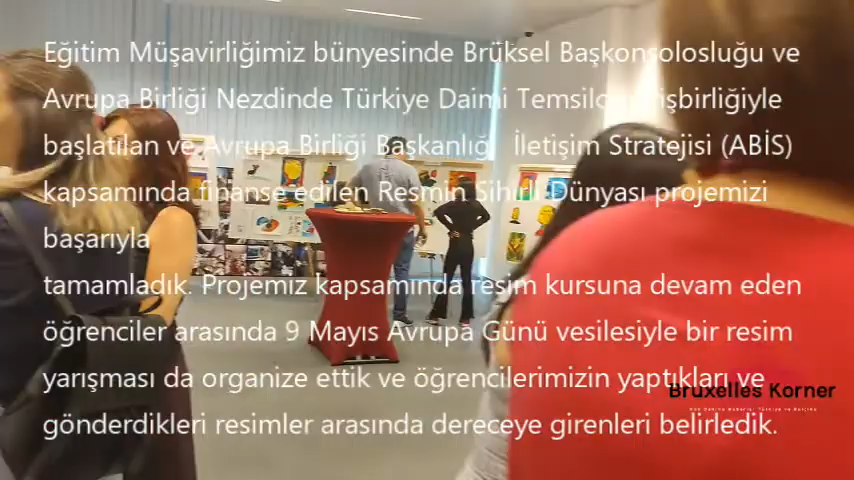 Eğitim Müşavirliğimiz bünyesinde Brüksel Başkonsolosluğu ve
Avrupa Birliği Nezdinde Türkiye Daimi Temsilciliği işbirliğiyle
başlatılan ve Avrupa Birliği Başkanlığı İletişim Stratejisi (ABİS)
kapsamında finanse edilen Resmin Sihirli Dünyası projemizi
başarıyla
tamamladık. Projemiz kapsamında resim kursuna devam eden
öğrenciler arasında 9 Mayıs Avrupa Günü vesilesiyle bir resim
yarışması da organize ettik ve öğrencilerimizin yaptıkları ve
Bruxelles Korner
gönderdikleri resimler arasında dereceye girenleri belirledik.